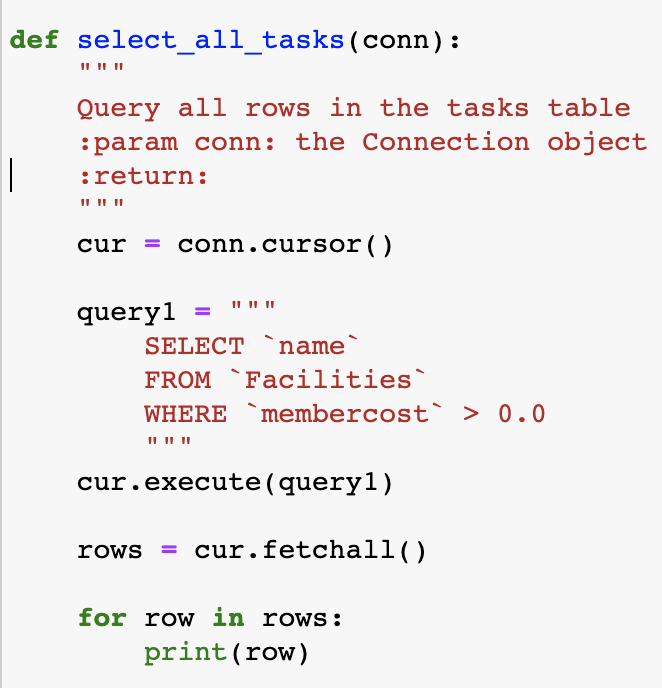 def select_all_tasks(conn):
    """
    Query all rows in the tasks table
    :param conn: the Connection object
    :return:
    """
    cur = conn.cursor()

    query1 = """
        SELECT `name`
        FROM `Facilities`
        WHERE `membercost` > 0.0
        """
    cur.execute(query1)

    rows = cur.fetchall()

    for row in rows:
        print(row)